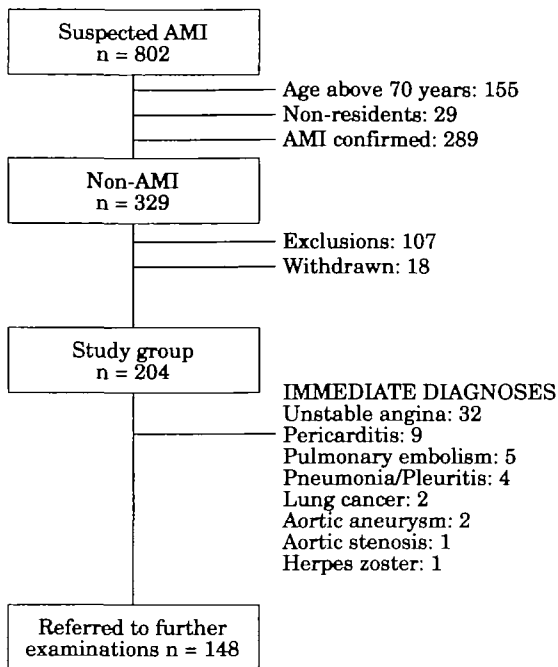 Suspected AMI
n = 802
Age above 70 years: 155
Non-residents: 29
AMI confirmed: 289
Non-AMI
n = 329
Exclusions: 107
Withdrawn: 18
Study group
n = 204
IMMEDIATE DIAGNOSES
Unstable angina: 32
Pericarditis: 9
Pulmonary embolism: 5
Pneumonia/Pleuritis: 4
Lung cancer: 2
Aortic aneurysm: 2
Aortic stenosis: 1
Herpes zoster: 1
Referred to further
examinations n = 148